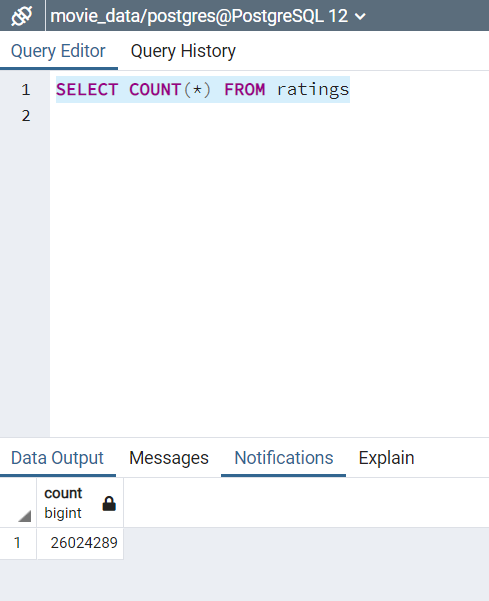 movie_data/postgres@PostgreSQL 12
Query Editor Query History
1 SELECT COUNT(*) FROM ratings
2
Data Output Messages Notifications Explain
count
bigint
1 26024289